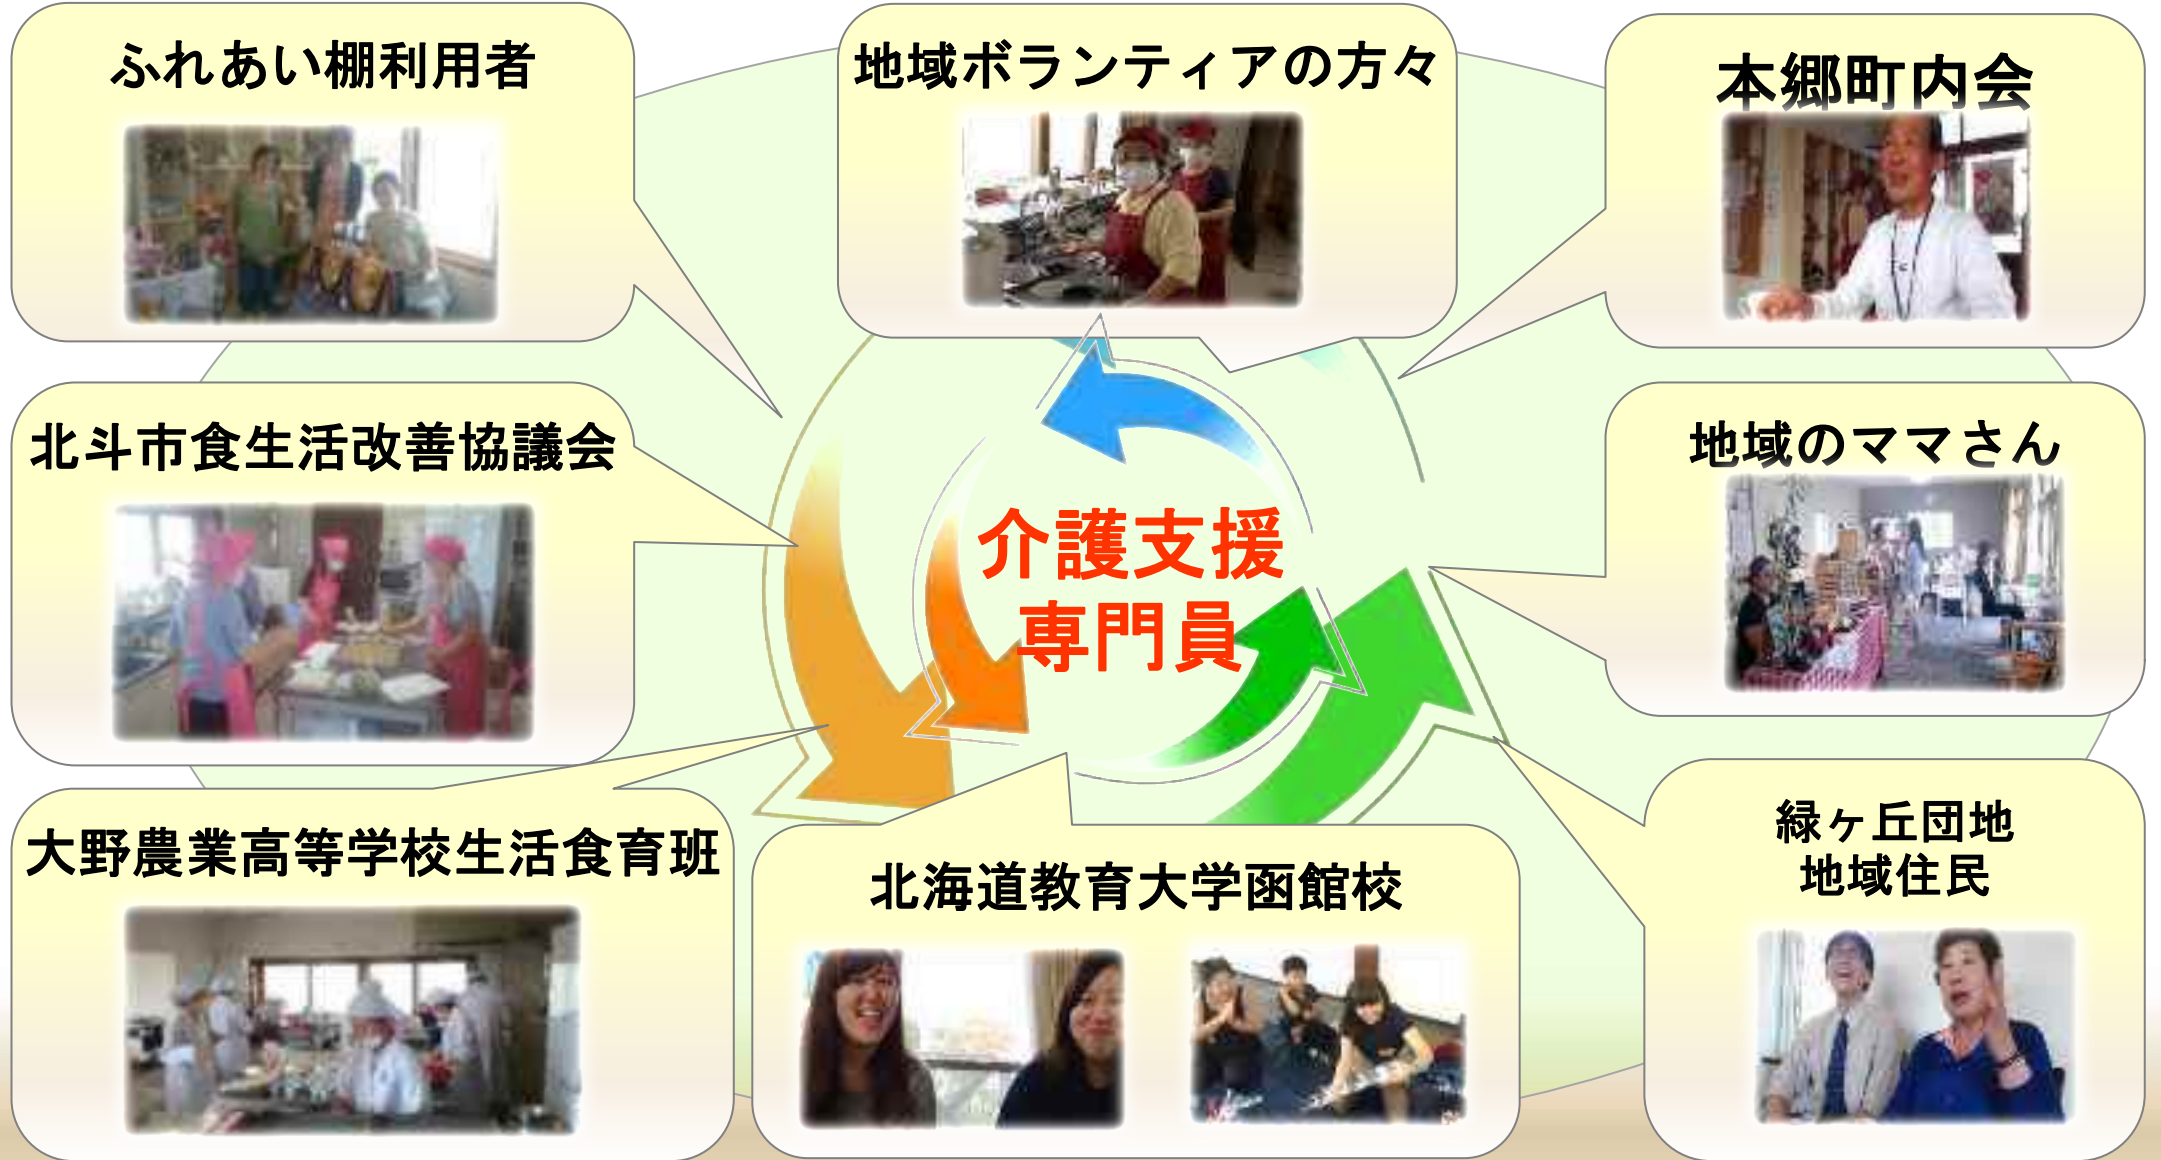 ふれあい棚利用者
地域ボランティアの方々
本郷町内会
北斗市食生活改善協議会
地域のママさん
介護支援
専門員
大野農業高等学校生活食育班
北海道教育大学函館校
緑ヶ丘団地
地域住民